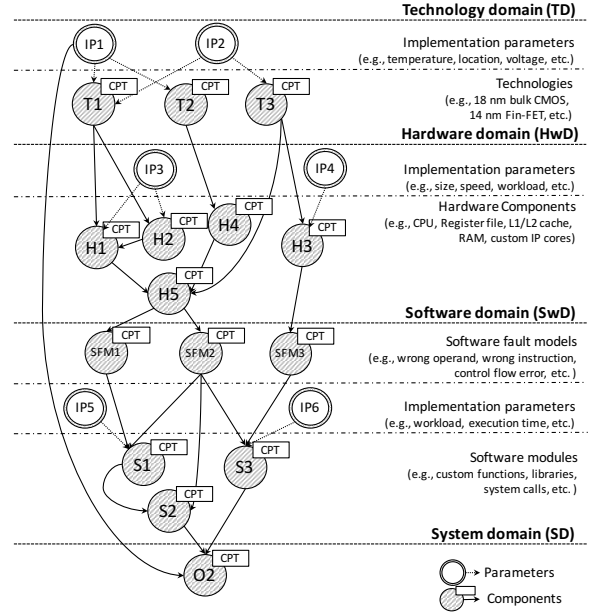 Technology domain (TD)
IP1
IP2
Implementation parameters
(e.g., temperature, location, voltage, etc.)
CPT
CPT
CPT
T1
T2
T3
Technologies
(e.g., 18 nm bulk CMOS,
14 nm Fin-FET, etc.)
Hardware domain (HwD)
IP3
IP4
Implementation parameters
(e.g., size, speed, workload, etc.)
Hardware Components
(e.g., CPU, Register file, L1/L2 cache,
RAM, custom IP cores)
CPT
CPT
CPT
CPT
H1
H2
H4
H3
CPT
H5
Software domain (SwD)
CPT
CPT
CPT
SFM1
SFM2
SFM3
Software fault models
(e.g., wrong operand, wrong instruction,
control flow error, etc. )
IP5
IP6
Implementation parameters
(e.g., workload, execution time, etc.)
CPT
CPT
S1
S3
Software modules
(e.g., custom functions, libraries,
system calls, etc. )
CPT
S2
System domain (SD)
CPT
O2
Parameters
Components